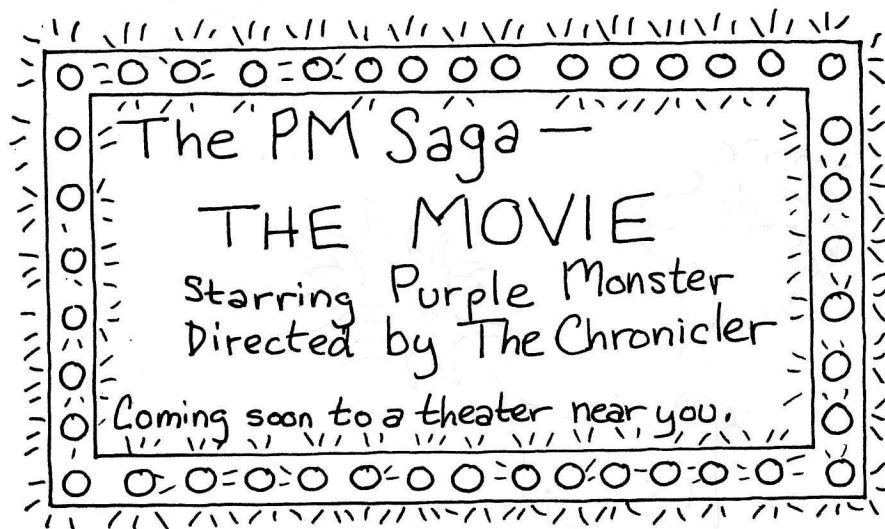 The PM Saga —
THE MOVIE
Starring Purple Monster
Directed by The Chronicler
Coming soon to a theater near you.